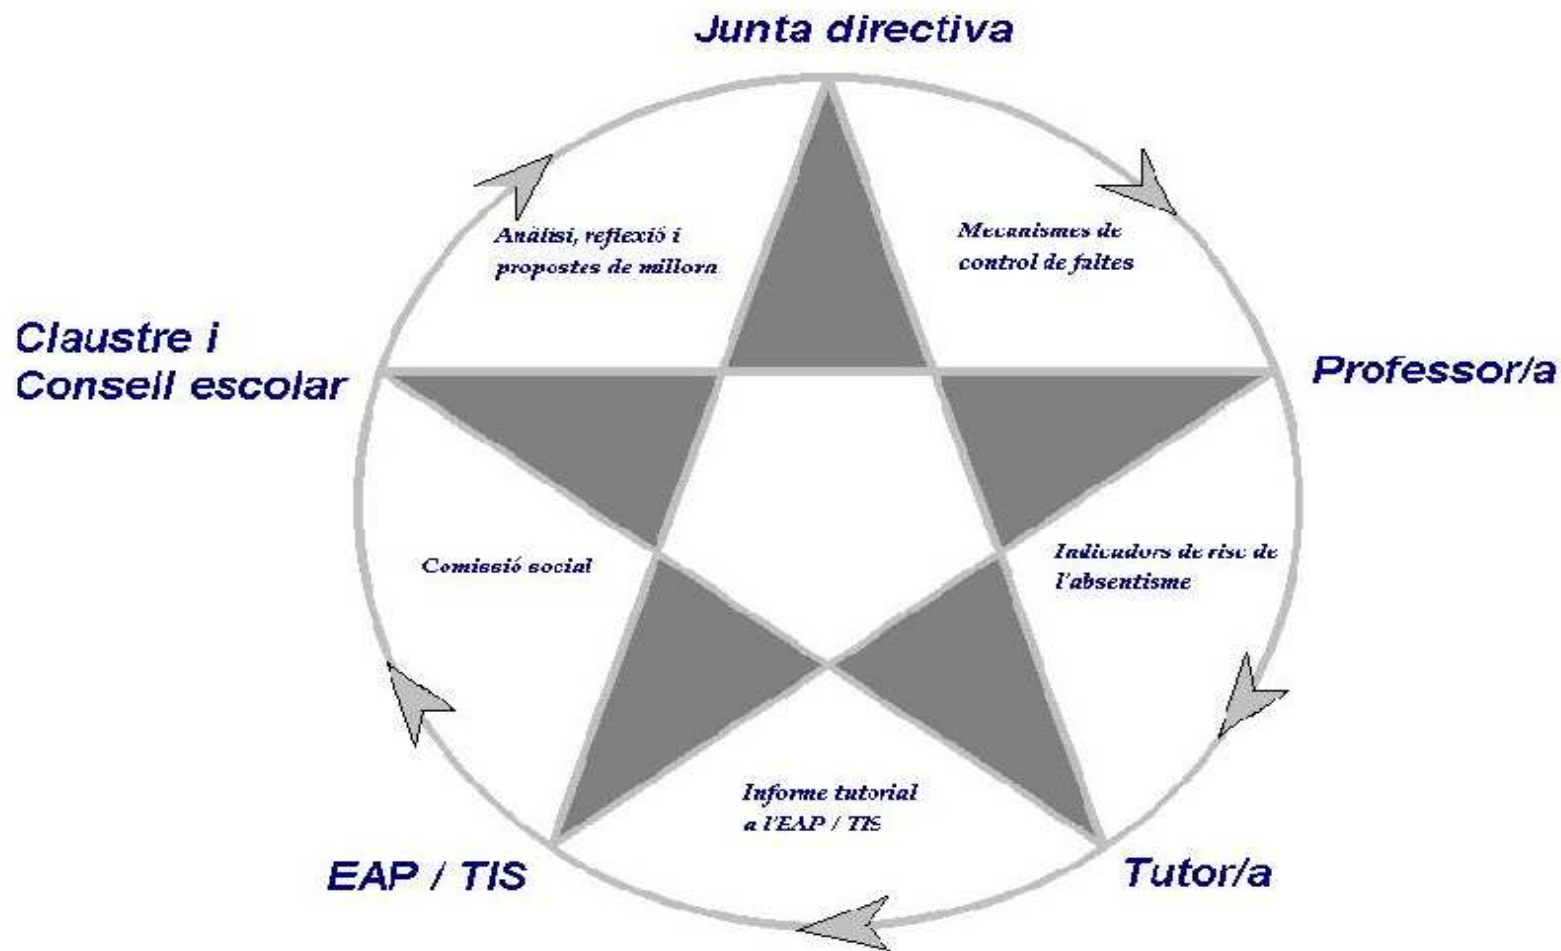 Junta directiva
Anàlisi, reflexió i
propostes de millora
Mecanismes de
control de faltes
Claustre i
Consell escolar
Professor/a
Comissió social
Indicadors de risc de
l'absentisme
Informe tutorial
a l'EAP / TIS
EAP / TIS
Tutor/a